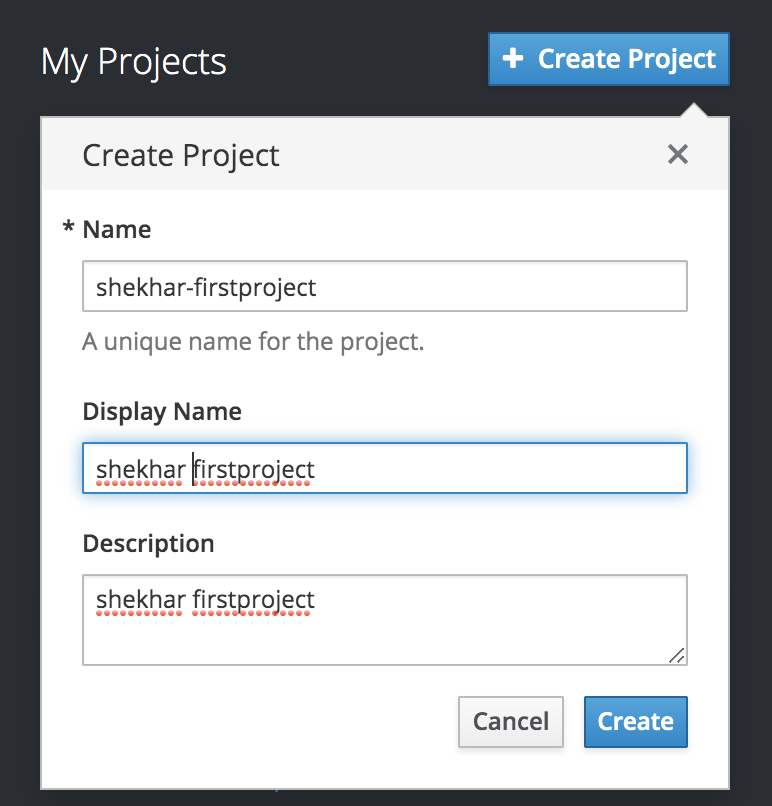 My Projects
+ Create Project
Create Project
* Name
shekhar-firstproject
A unique name for the project.
Display Name
shekhar firstproject
Description
shekhar firstproject
Cancel
Create